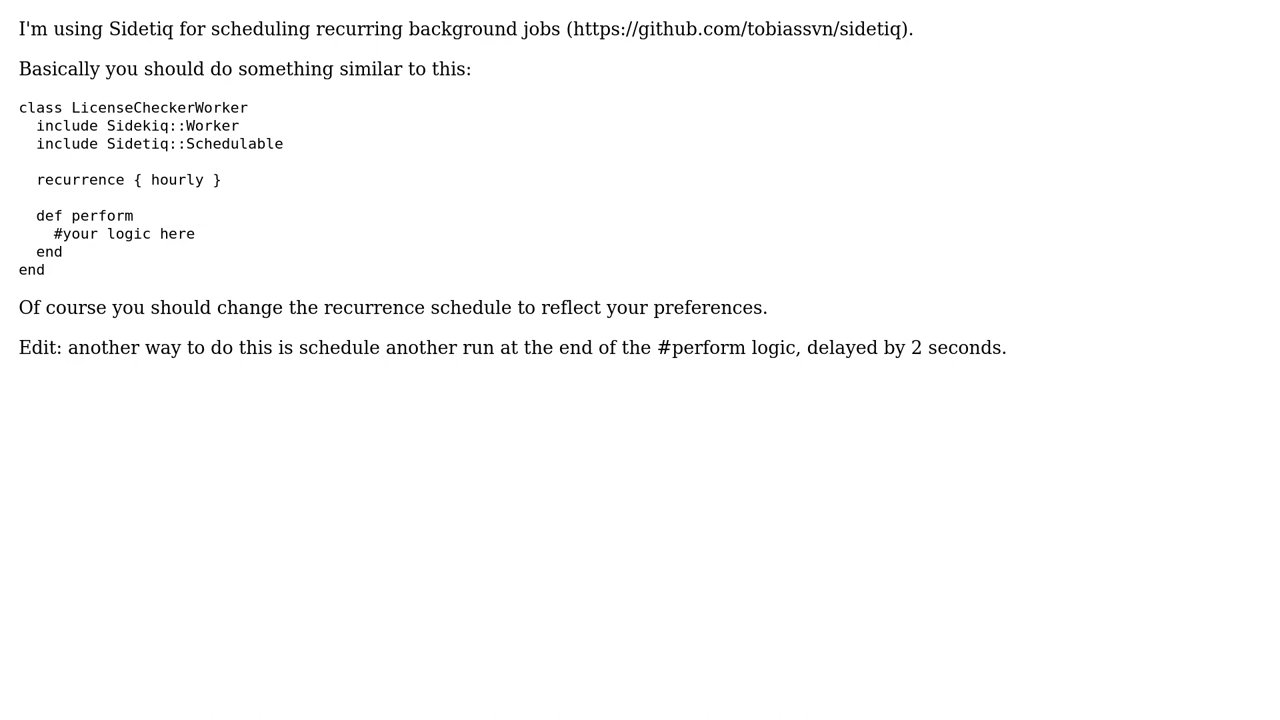 I'm using Sidetiq for scheduling recurring background jobs (https://github.com/tobiassvn/sidetiq).
Basically you should do something similar to this:
class LicenseCheckerWorker
  include Sidekiq::Worker
  include Sidetiq::Schedulable
  recurrence { hourly }
  def perform
    #your logic here
  end
end
Of course you should change the recurrence schedule to reflect your preferences.
Edit: another way to do this is schedule another run at the end of the #perform logic, delayed by 2 seconds.